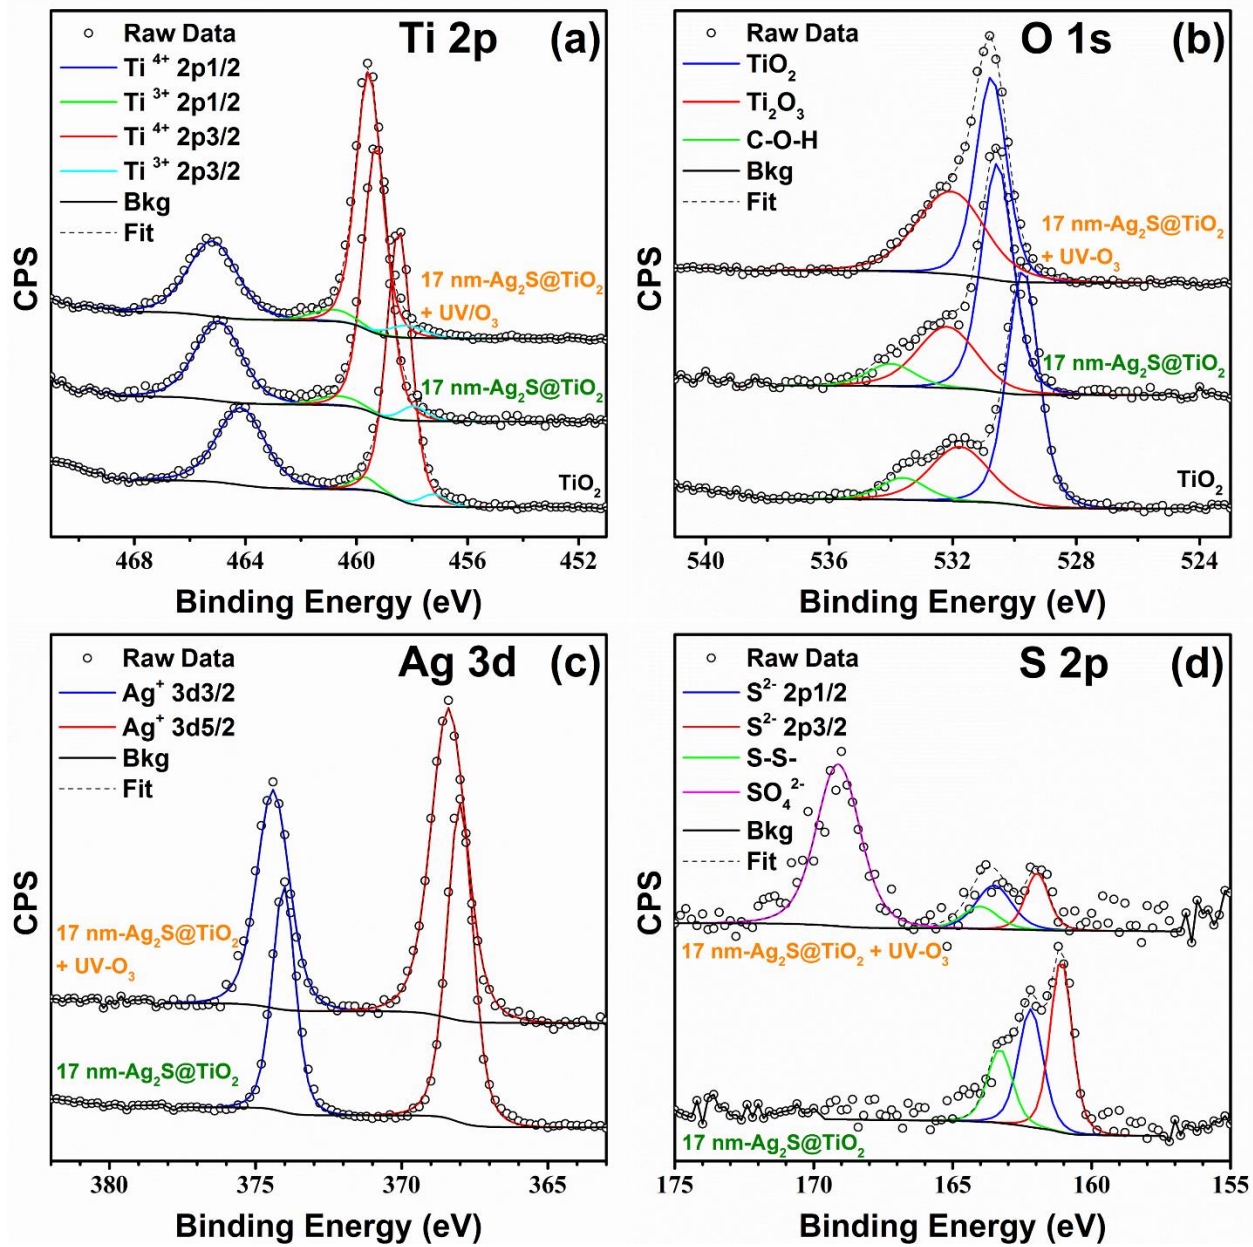 Ti 2p (a)
Raw Data
Ti 4+ 2p1/2
Ti 3+ 2p1/2
Ti 4+ 2p3/2
Ti 3+ 2p3/2
Bkg
Fit
17 nm-Ag2S@TiO2
+ UV/O3
17 nm-Ag2S@TiO2
TiO2
CPS
468 464 460 456 452
Binding Energy (eV)
O 1s (b)
Raw Data
TiO2
Ti2O3
C-O-H
Bkg
Fit
17 nm-Ag2S@TiO2
+ UV-O3
17 nm-Ag2S@TiO2
TiO2
CPS
540 536 532 528 524
Binding Energy (eV)
Ag 3d (c)
Raw Data
Ag+ 3d3/2
Ag+ 3d5/2
Bkg
Fit
17 nm-Ag2S@TiO2
+ UV-O3
17 nm-Ag2S@TiO2
CPS
380 375 370 365
Binding Energy (eV)
S 2p (d)
Raw Data
S2- 2p1/2
S2- 2p3/2
S-S-
SO4 2-
Bkg
Fit
17 nm-Ag2S@TiO2 + UV-O3
17 nm-Ag2S@TiO2
CPS
175 170 165 160 155
Binding Energy (eV)